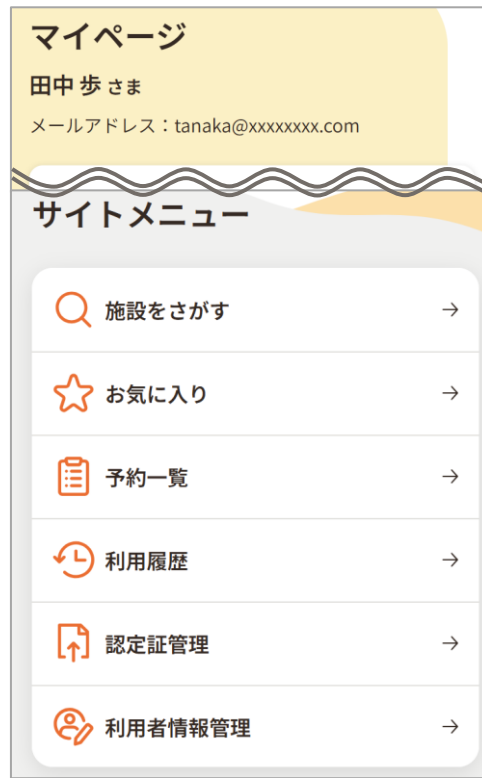 マイページ
田中 歩 さま
メールアドレス：tanaka@xxxxxxxx.com
サイトメニュー
施設をさがす
お気に入り
予約一覧
利用履歴
認定証管理
利用者情報管理